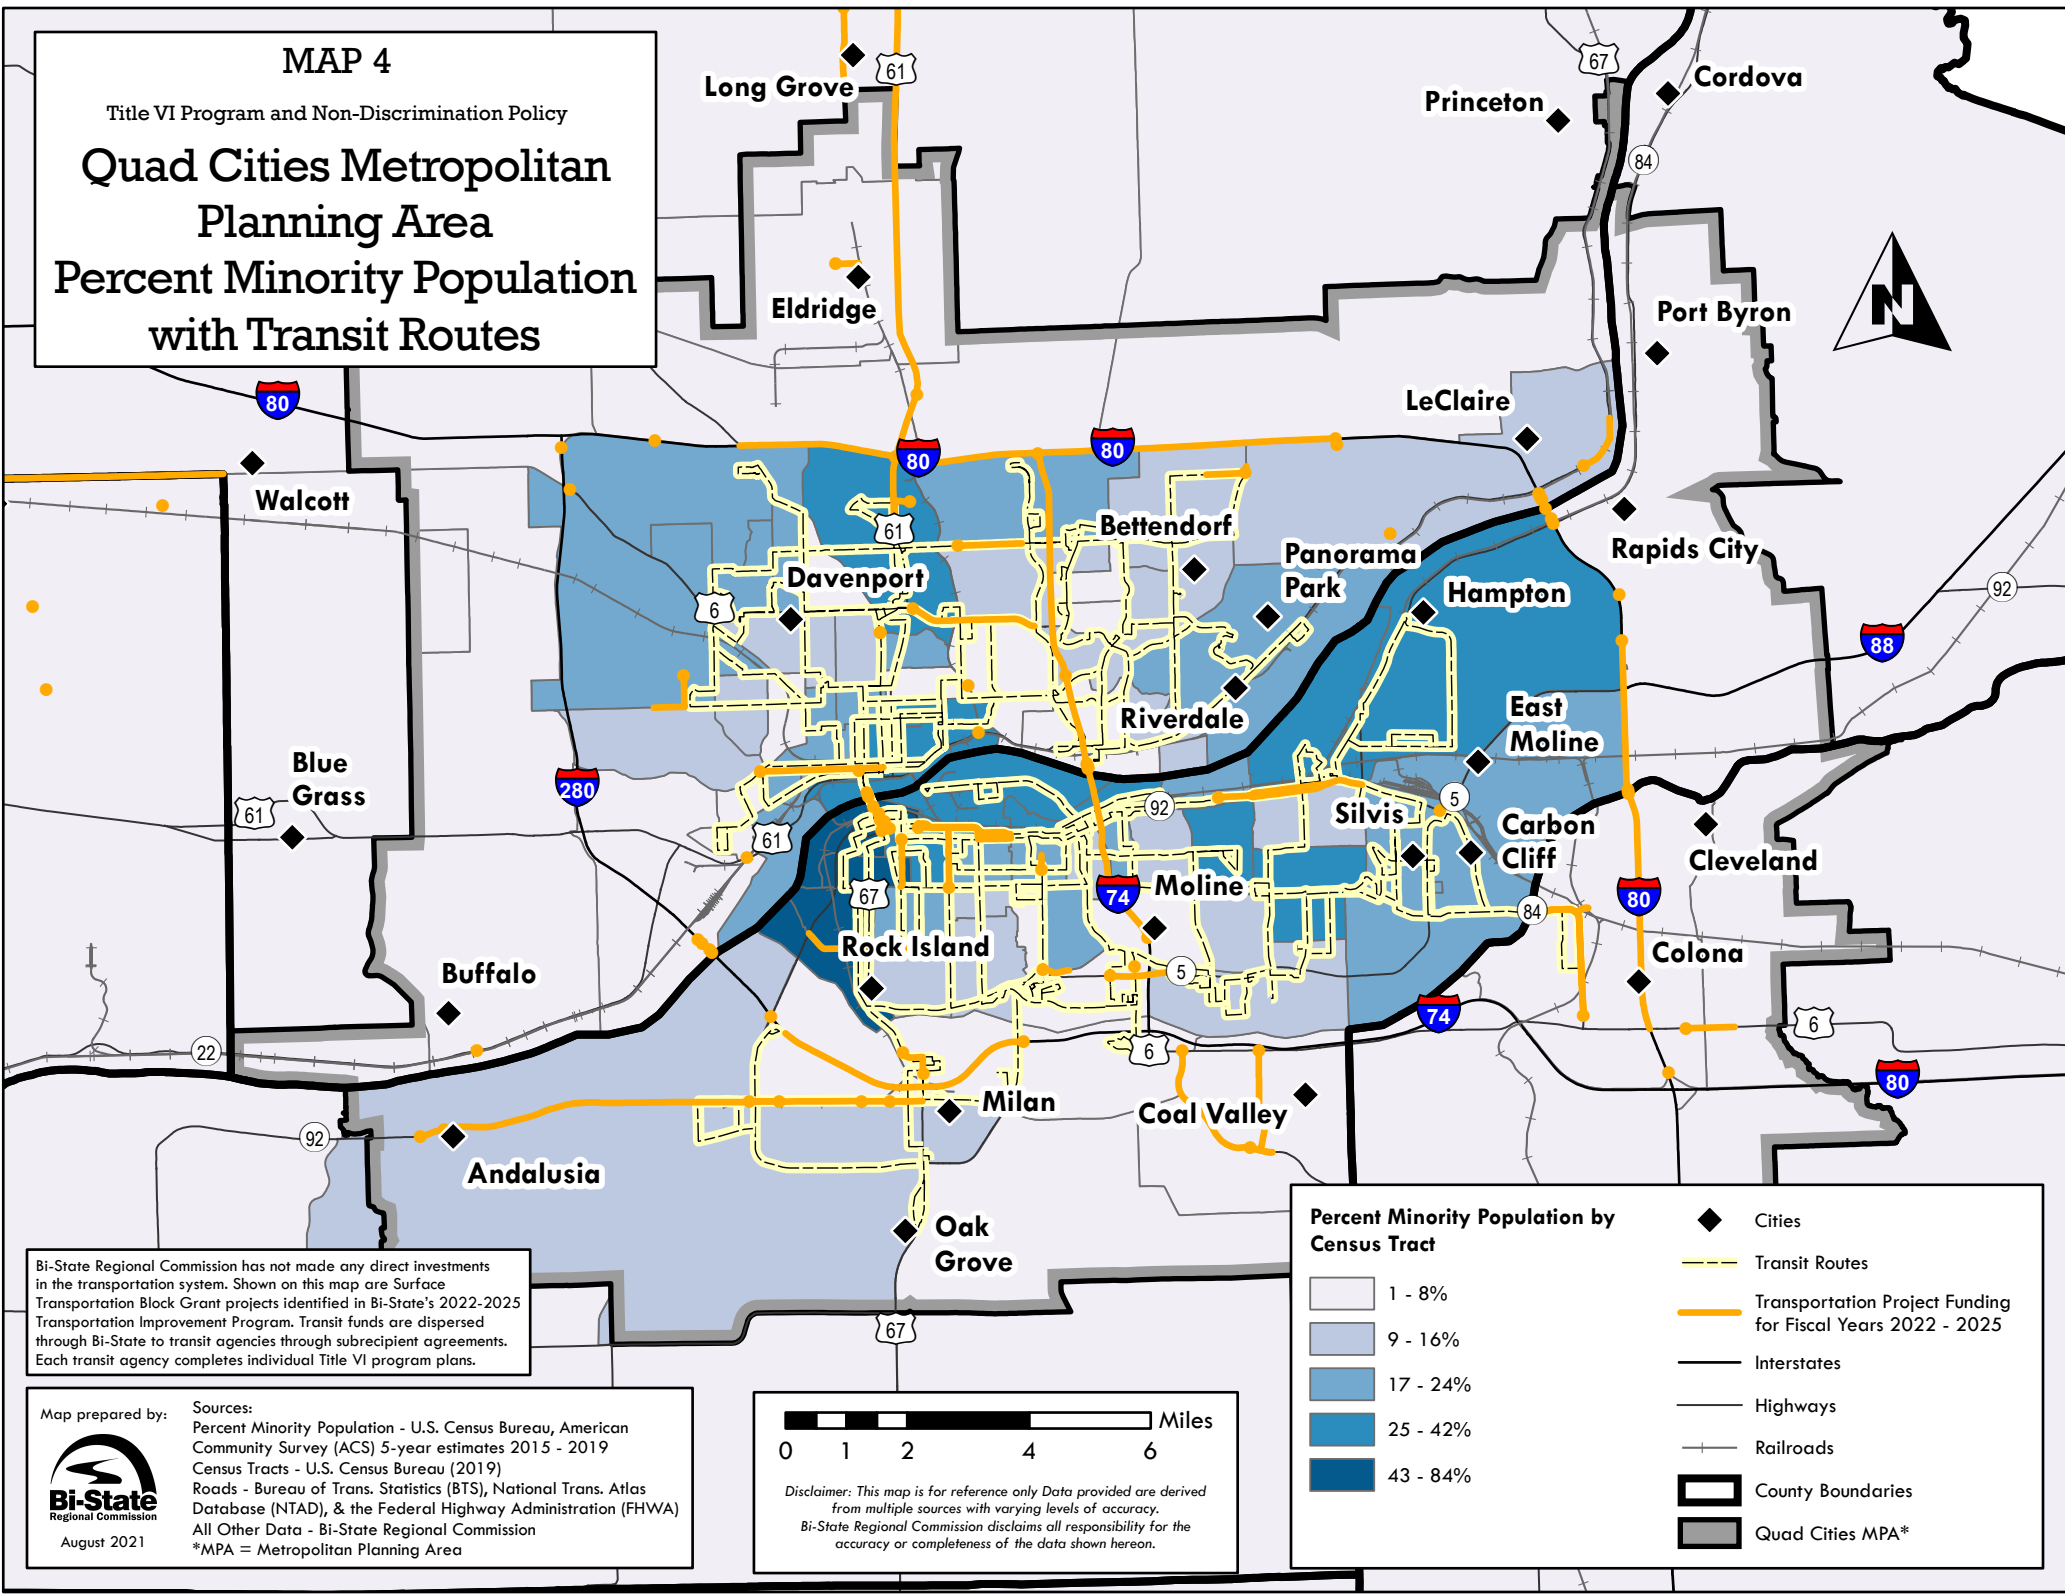 MAP 4
Title VI Program and Non-Discrimination Policy
Quad Cities Metropolitan
Planning Area
Percent Minority Population
with Transit Routes
Long Grove
61
67
Cordova
Princeton
84
Eldridge
Port Byron
80
LeClaire
80
80
Walcott
61
Bettendorf
Rapids City
Panorama
Park
Davenport
Hampton
6
92
88
Riverdale
East
Moline
Blue
Grass
280
61
61
92
5
Silvis
Carbon
Cliff
Cleveland
67
74
Moline
80
84
Rock Island
Colona
Buffalo
5
74
6
22
6
80
Milan
Coal Valley
92
Andalusia
Oak
Grove
67
Bi-State Regional Commission has not made any direct investments
in the transportation system. Shown on this map are Surface
Transportation Block Grant projects identified in Bi-State's 2022-2025
Transportation Improvement Program. Transit funds are dispersed
through Bi-State to transit agencies through subrecipient agreements.
Each transit agency completes individual Title VI program plans.
Map prepared by:
Bi-State
Regional Commission
August 2021
Sources:
Percent Minority Population - U.S. Census Bureau, American
Community Survey (ACS) 5-year estimates 2015 - 2019
Census Tracts - U.S. Census Bureau (2019)
Roads - Bureau of Trans. Statistics (BTS), National Trans. Atlas
Database (NTAD), & the Federal Highway Administration (FHWA)
All Other Data - Bi-State Regional Commission
*MPA = Metropolitan Planning Area
Miles
0 1 2 4 6
Disclaimer: This map is for reference only Data provided are derived
from multiple sources with varying levels of accuracy.
Bi-State Regional Commission disclaims all responsibility for the
accuracy or completeness of the data shown hereon.
Percent Minority Population by
Census Tract
1 - 8%
9 - 16%
17 - 24%
25 - 42%
43 - 84%
Cities
Transit Routes
Transportation Project Funding
for Fiscal Years 2022 - 2025
Interstates
Highways
Railroads
County Boundaries
Quad Cities MPA*
N